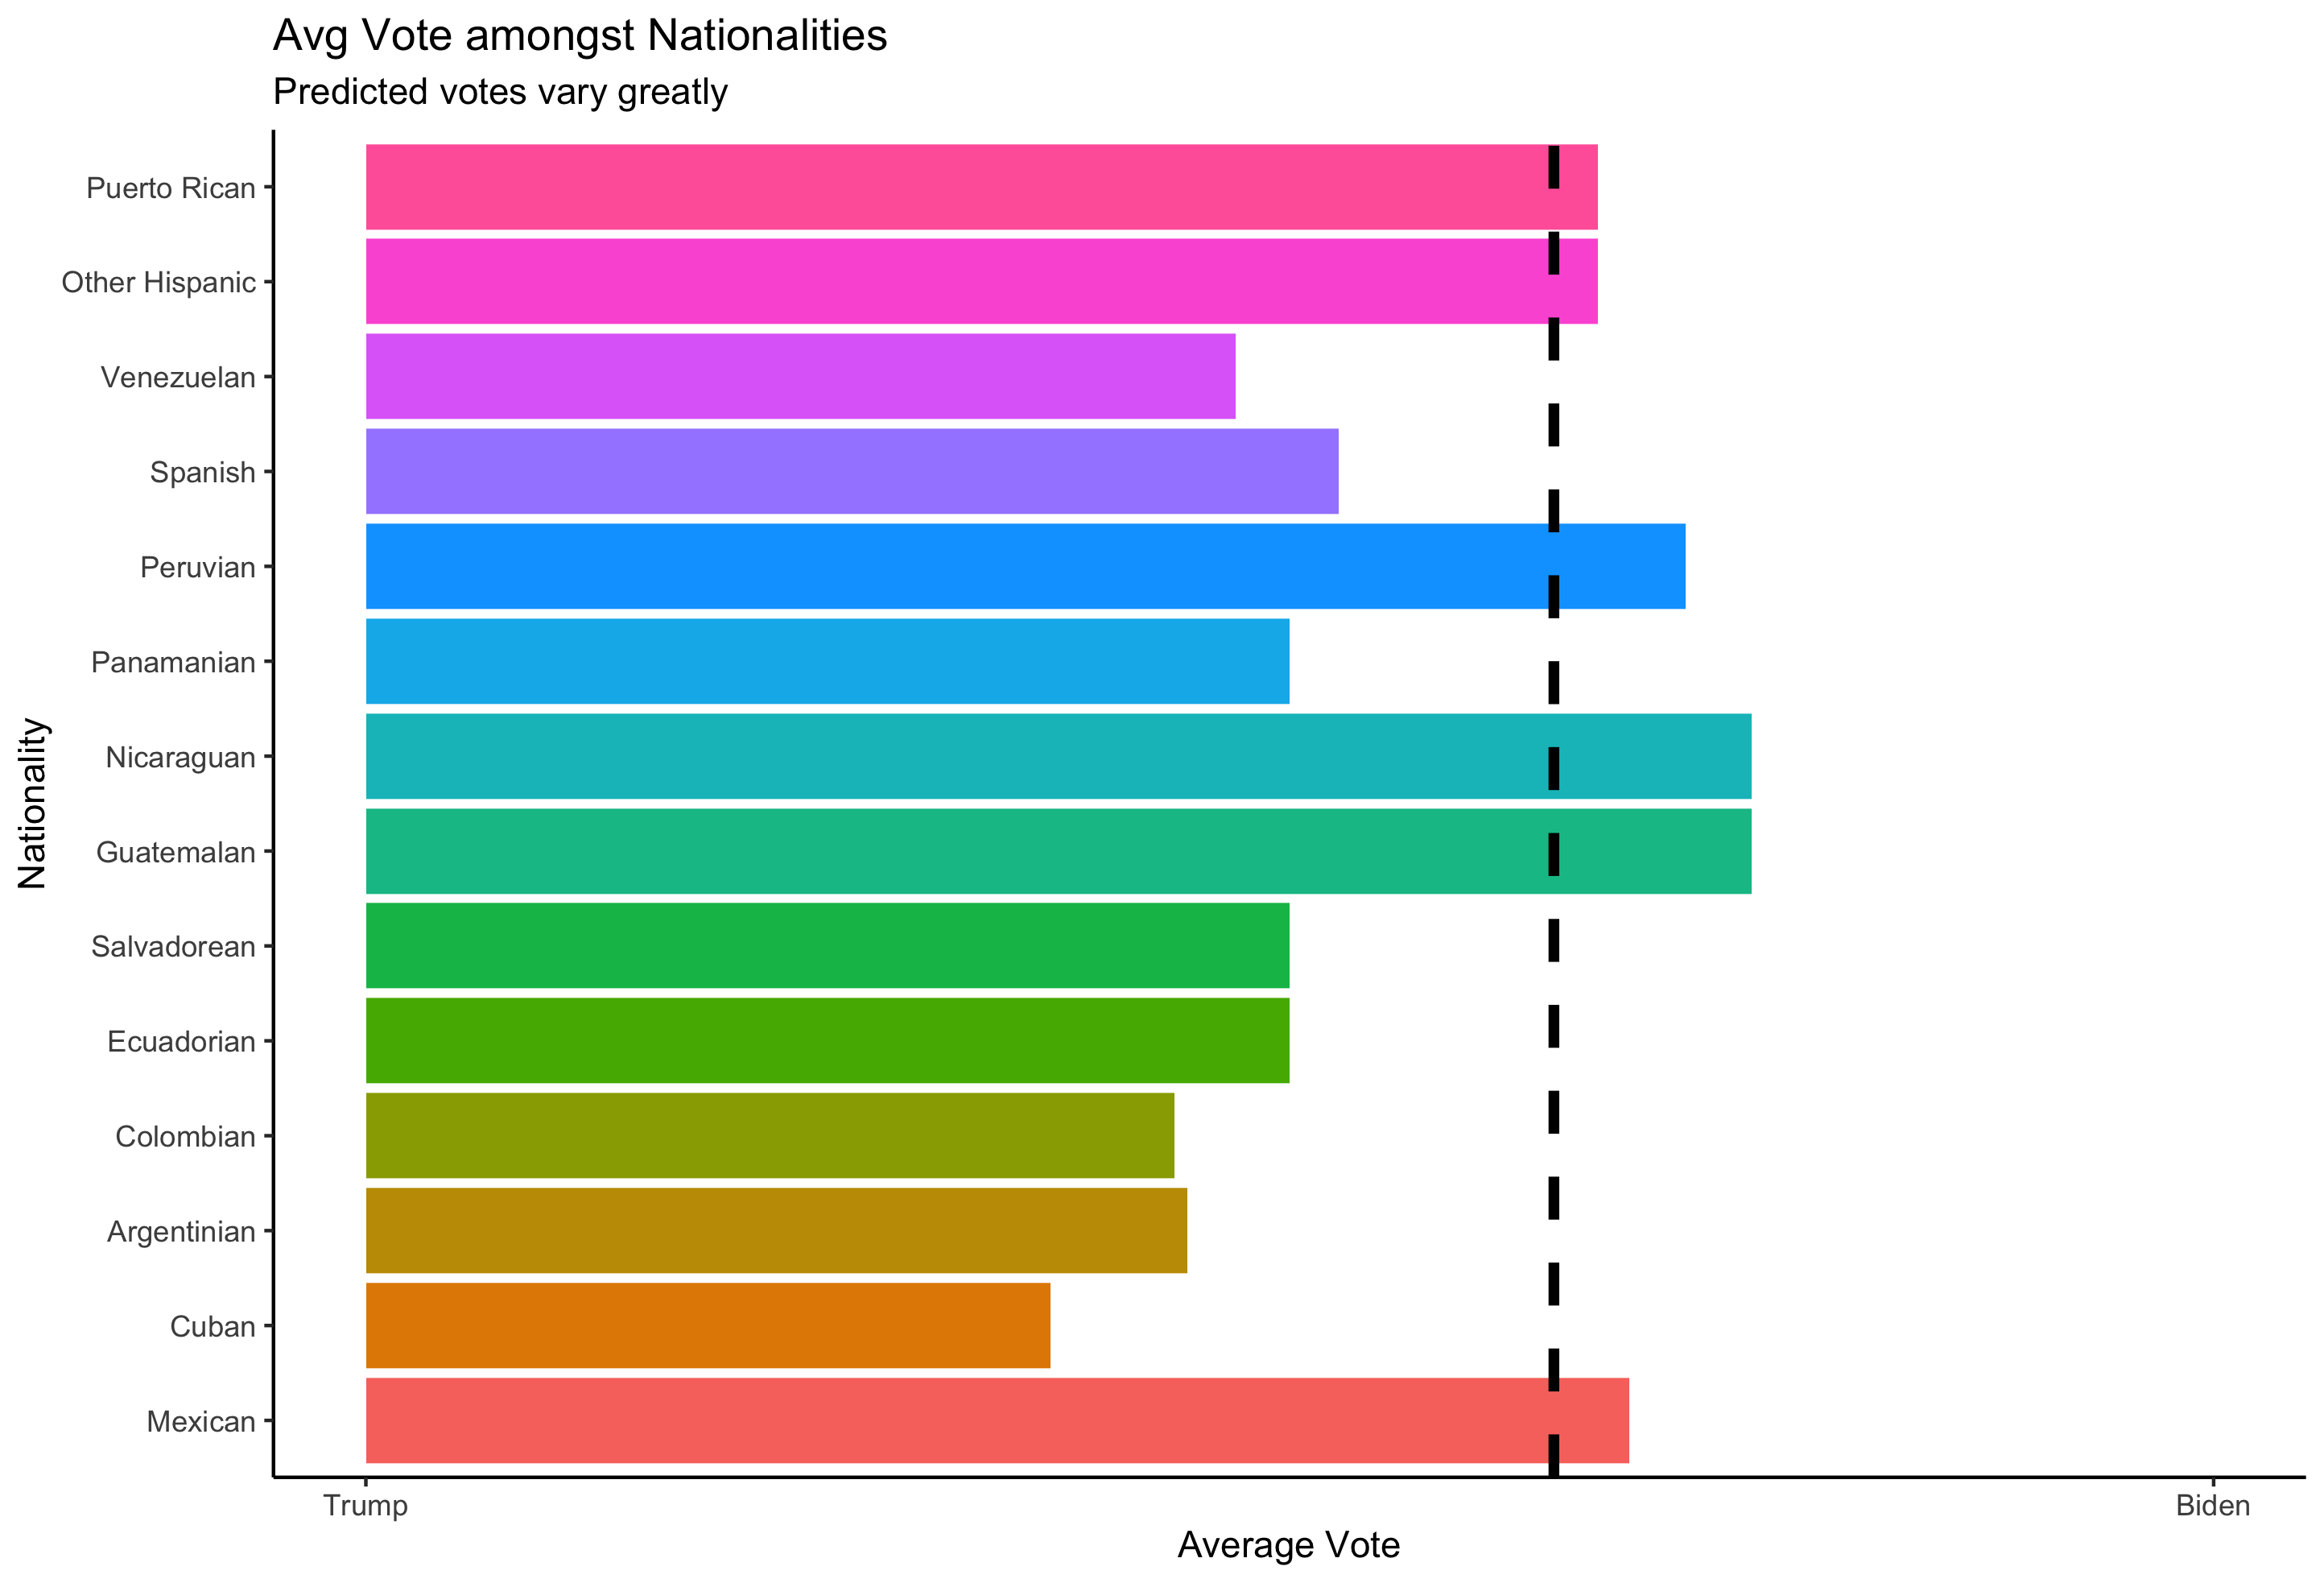 Avg Vote amongst Nationalities
Predicted votes vary greatly
Nationality
Puerto Rican
Other Hispanic
Venezuelan
Spanish
Peruvian
Panamanian
Nicaraguan
Guatemalan
Salvadorean
Ecuadorian
Colombian
Argentinian
Cuban
Mexican
Trump
Biden
Average Vote